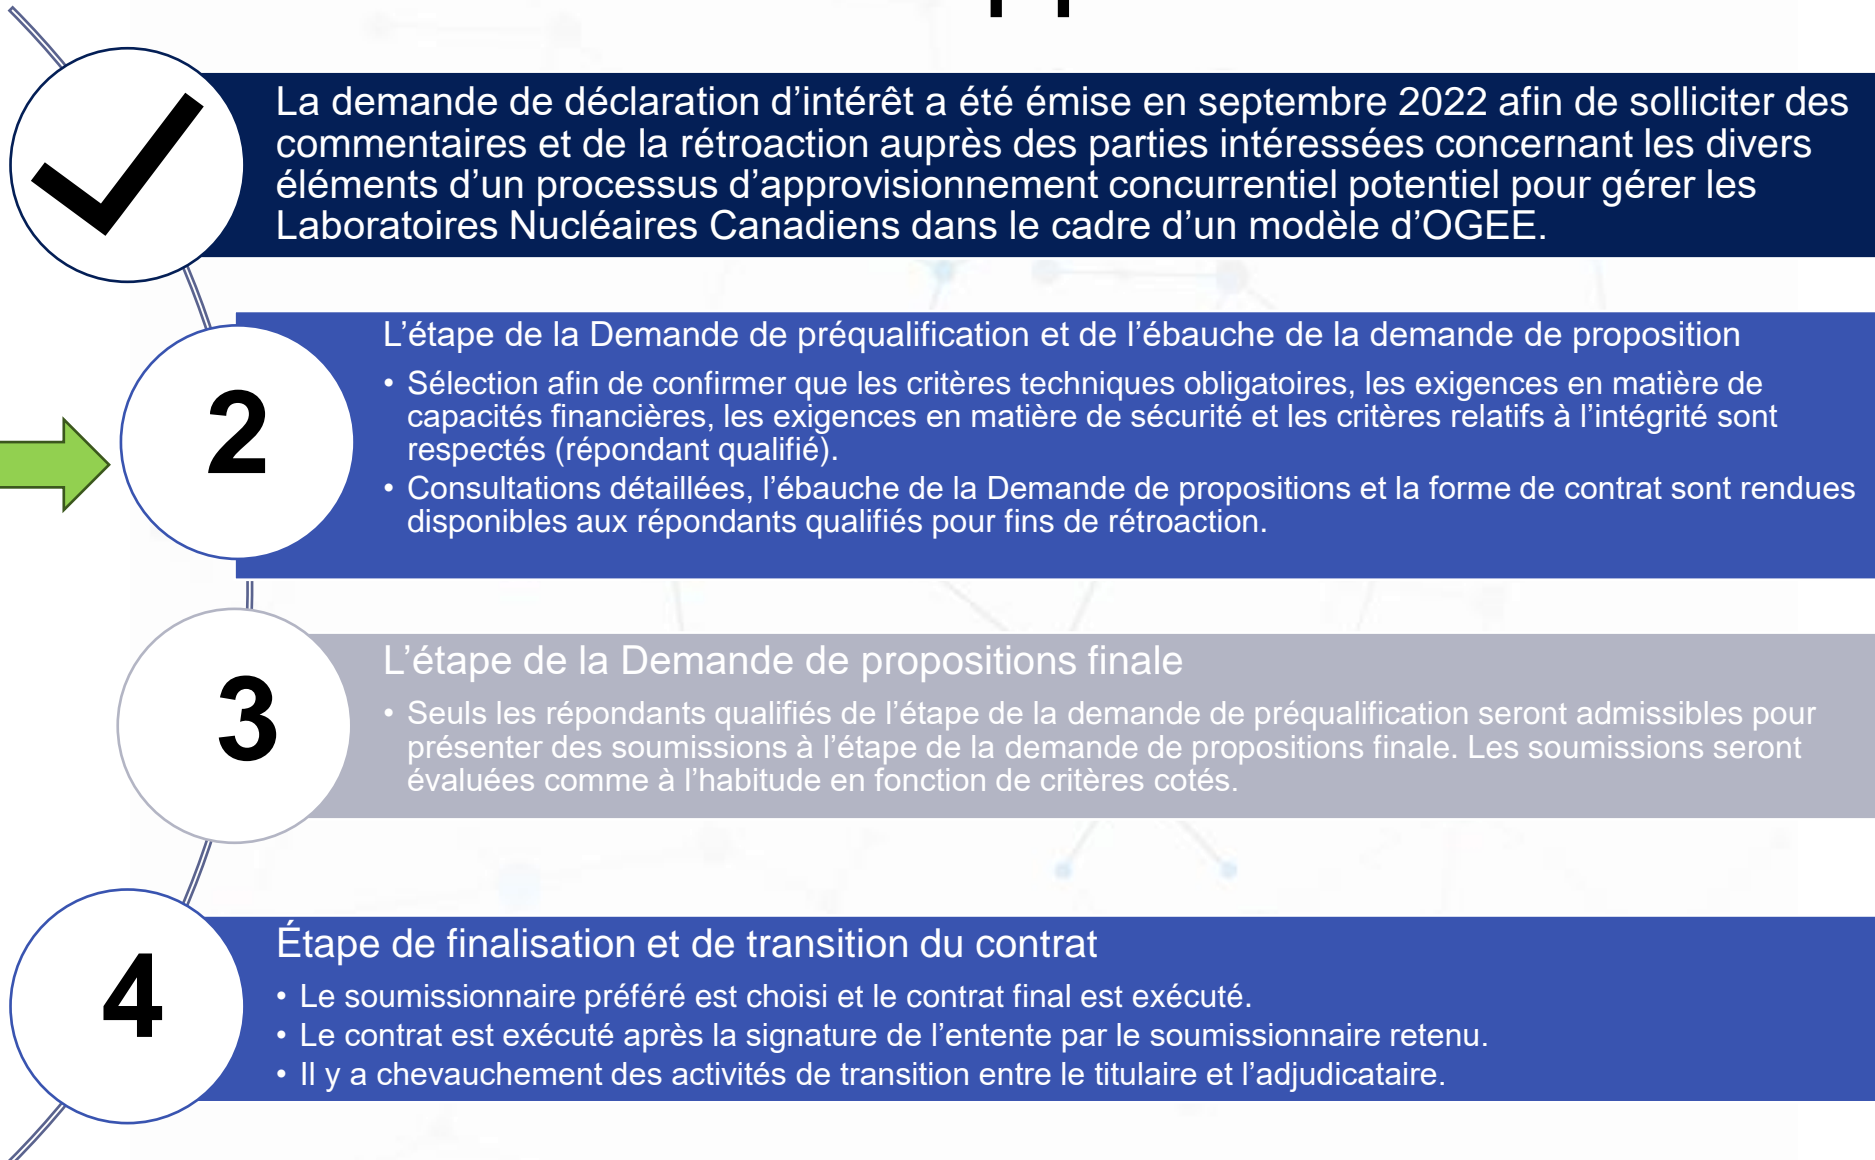 La demande de déclaration d’intérêt a été émise en septembre 2022 afin de solliciter des
commentaires et de la rétroaction auprès des parties intéressées concernant les divers
éléments d’un processus d’approvisionnement concurrentiel potentiel pour gérer les
Laboratoires Nucléaires Canadiens dans le cadre d’un modèle d’OGEE.
2
L’étape de la Demande de préqualification et de l’ébauche de la demande de proposition
• Sélection afin de confirmer que les critères techniques obligatoires, les exigences en matière de
capacités financières, les exigences en matière de sécurité et les critères relatifs à l’intégrité sont
respectés (répondant qualifié).
• Consultations détaillées, l’ébauche de la Demande de propositions et la forme de contrat sont rendues
disponibles aux répondants qualifiés pour fins de rétroaction.
3
L’étape de la Demande de propositions finale
• Seuls les répondants qualifiés de l’étape de la demande de préqualification seront admissibles pour
présenter des soumissions à l’étape de la demande de propositions finale. Les soumissions seront
évaluées comme à l’habitude en fonction de critères cotés.
4
Étape de finalisation et de transition du contrat
• Le soumissionnaire préféré est choisi et le contrat final est exécuté.
• Le contrat est exécuté après la signature de l’entente par le soumissionnaire retenu.
• Il y a chevauchement des activités de transition entre le titulaire et l’adjudicataire.